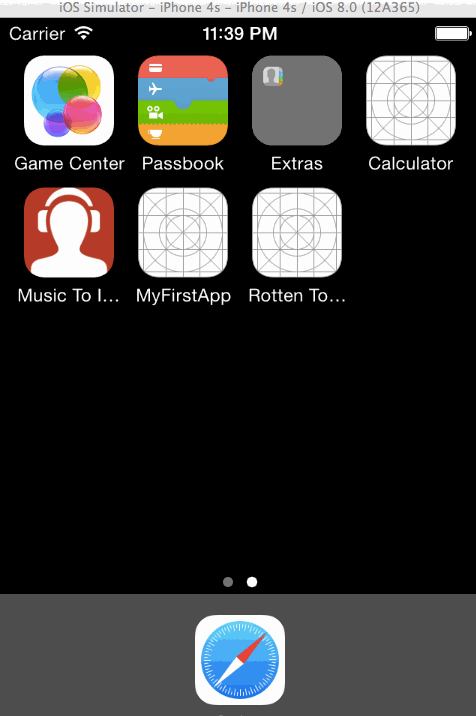 iOS Simulator – iPhone 4s – iPhone 4s / iOS 8.0 (12A365)
Carrier 11:39 PM
Game Center Passbook Extras Calculator
Music To I... MyFirstApp Rotten To...